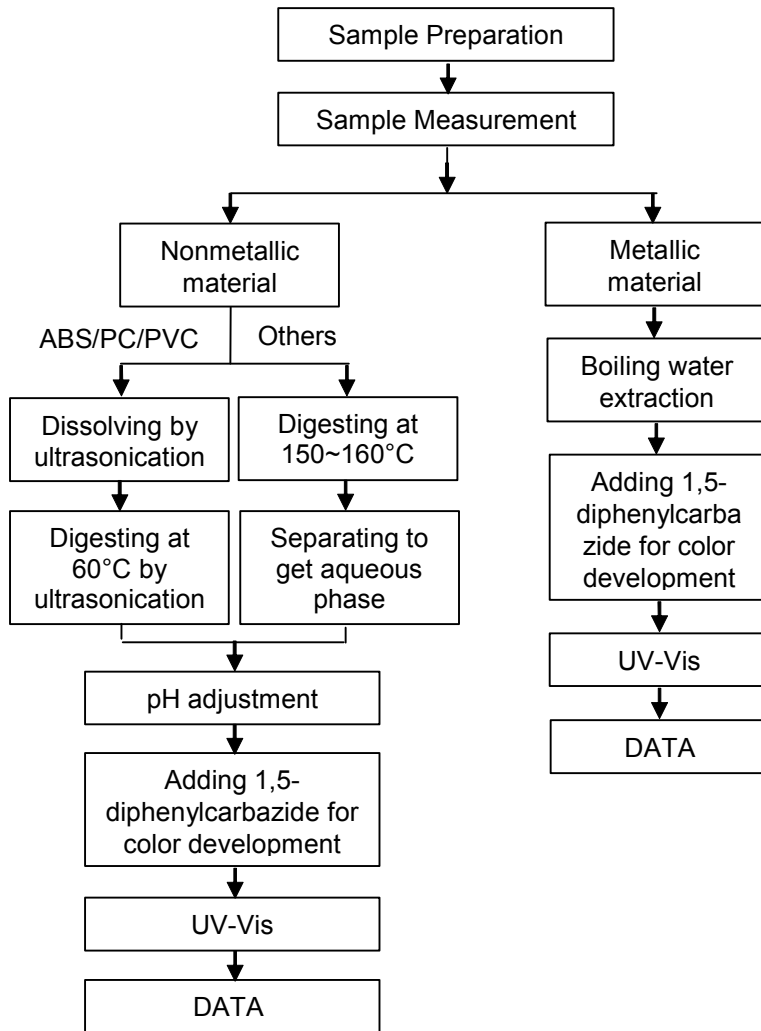 Sample Preparation
Sample Measurement
Nonmetallic
material
Metallic
material
ABS/PC/PVC
Others
Boiling water
extraction
Dissolving by
ultrasonication
Digesting at
150~160°C
Adding 1,5-
diphenylcarba
zide for color
development
Digesting at
60°C by
ultrasonication
Separating to
get aqueous
phase
UV-Vis
pH adjustment
DATA
Adding 1,5-
diphenylcarbazide for
color development
UV-Vis
DATA